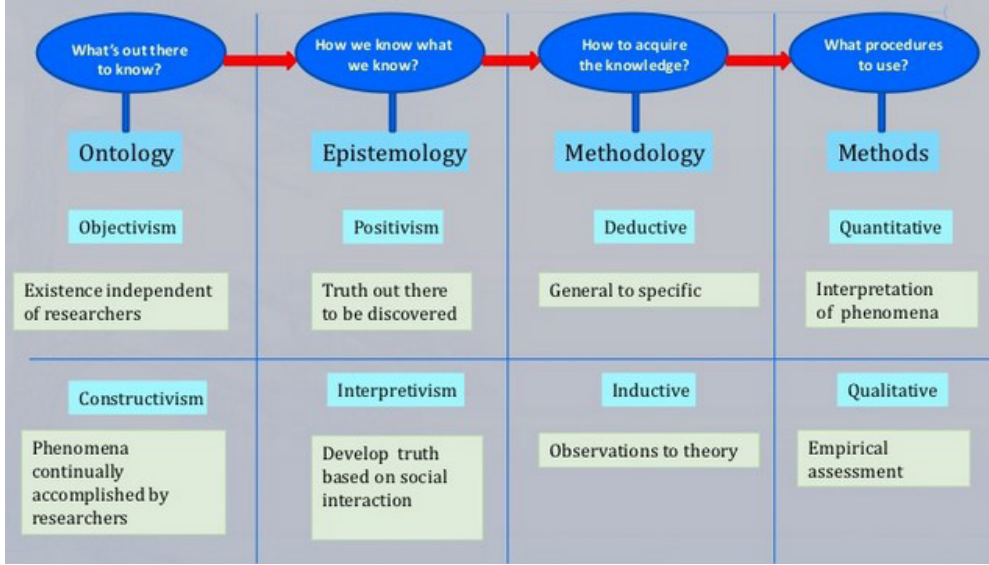 What's out there
to know?
How we know what
we know?
How to acquire
the knowledge?
What procedures
to use?
Ontology
Epistemology
Methodology
Methods
Objectivism
Positivism
Deductive
Quantitative
Existence independent
of researchers
Truth out there
to be discovered
General to specific
Interpretation
of phenomena
Constructivism
Interpretivism
Inductive
Qualitative
Phenomena
continually
accomplished by
researchers
Develop truth
based on social
interaction
Observations to theory
Empirical
assessment